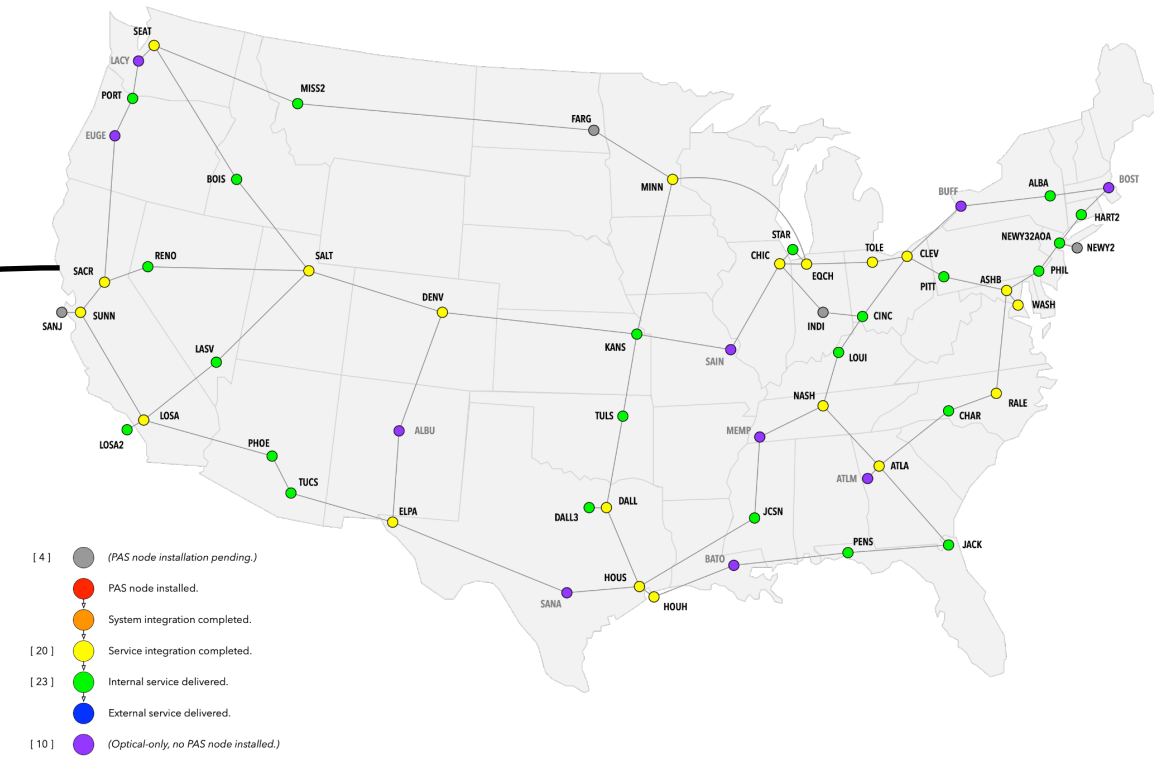 SEAT
LACY
PORT
MISS2
EUGE
FARG
BOIS
MINN
BUFF
ALBA
BOST
HART2
STAR
NEWY32AOA
NEWY2
RENO
SALT
CHIC
EQCH
TOLE
CLEV
SACR
PITT
ASHB
PHIL
DENV
WASH
SANJ
SUNN
INDI
CINC
KANS
SAIN
LASV
LOUI
NASH
RALE
LOSA
TULS
CHAR
LOSA2
ALBU
MEMP
PHOE
ATLA
ATLM
TUCS
DALL
DALL3
ELPA
JCSN
PENS
JACK
BATO
HOUS
SANA
HOUH
[ 4 ] (PAS node installation pending.)
PAS node installed.
System integration completed.
[ 20 ] Service integration completed.
[ 23 ] Internal service delivered.
External service delivered.
[ 10 ] (Optical-only, no PAS node installed.)